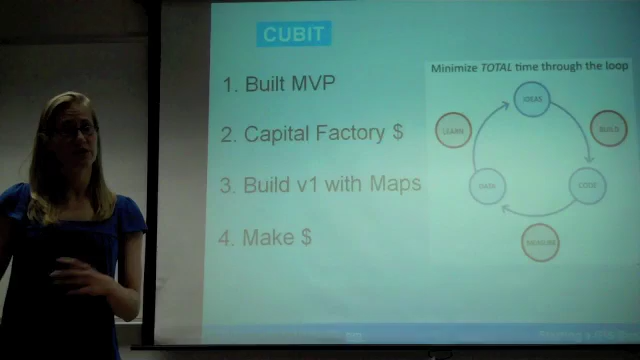 CUBIT
1. Built MVP
2. Capital Factory $
3. Build v1 with Maps
4. Make $
Minimize TOTAL time through the loop
IDEAS
LEARN
BUILD
DATA
CODE
MEASURE